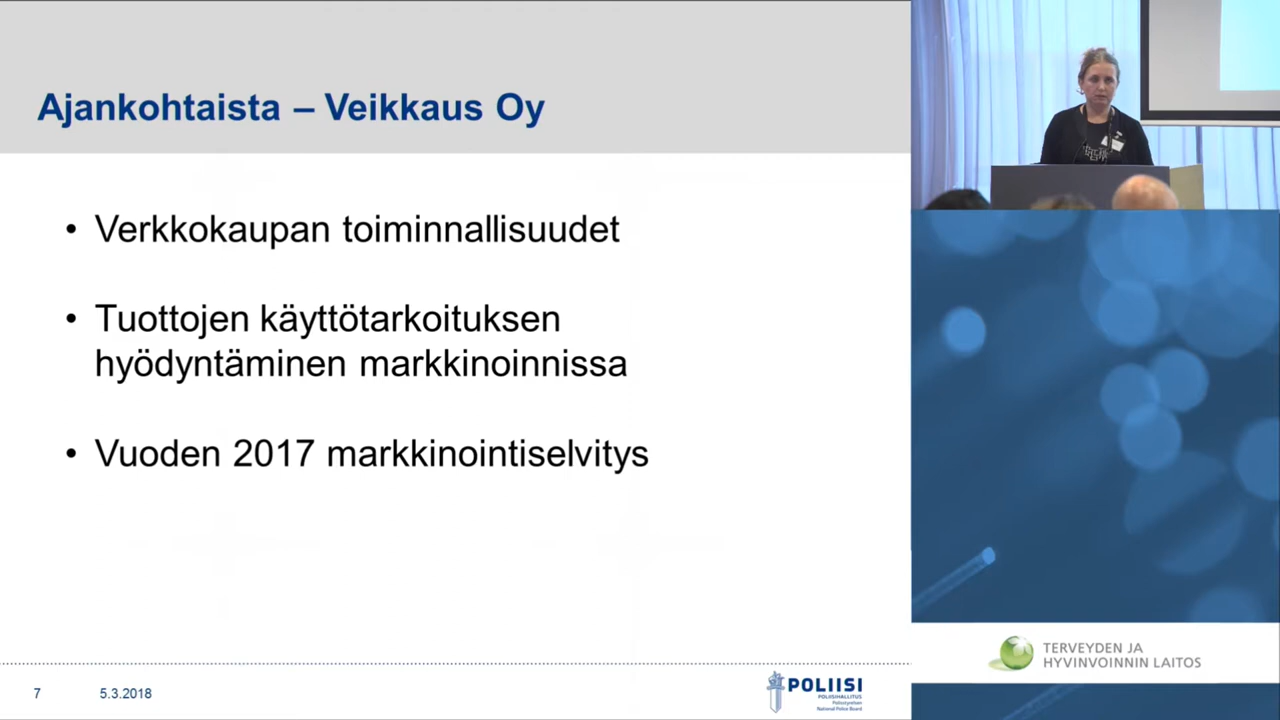 Ajankohtaista – Veikkaus Oy
• Verkkokaupan toiminnallisuudet
• Tuottojen käyttötarkoituksen
hyödyntäminen markkinoinnissa
• Vuoden 2017 markkinointiselvitys
7
5.3.2018
POLIISI
POLIISIHALLITUS
Polisstyrelsen
National Police Board
TERVEYDEN JA
HYVINVOINNIN LAITOS